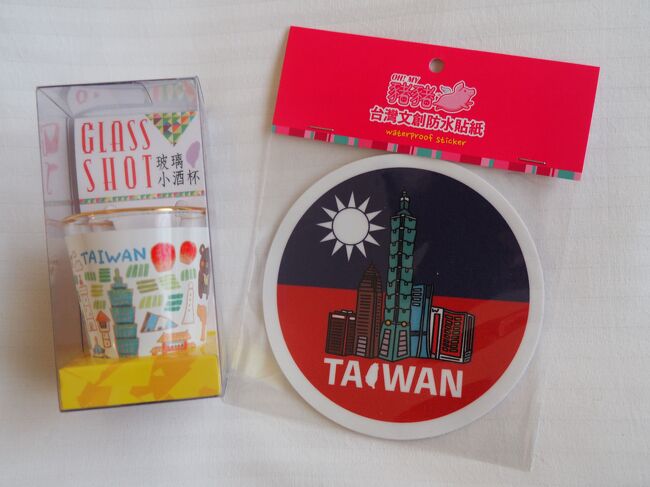 GLASS
SHOT
玻璃
小酒杯
TAIWAN
OH! MY
豬豬
台灣文創防水貼紙
waterproof sticker
TAIWAN